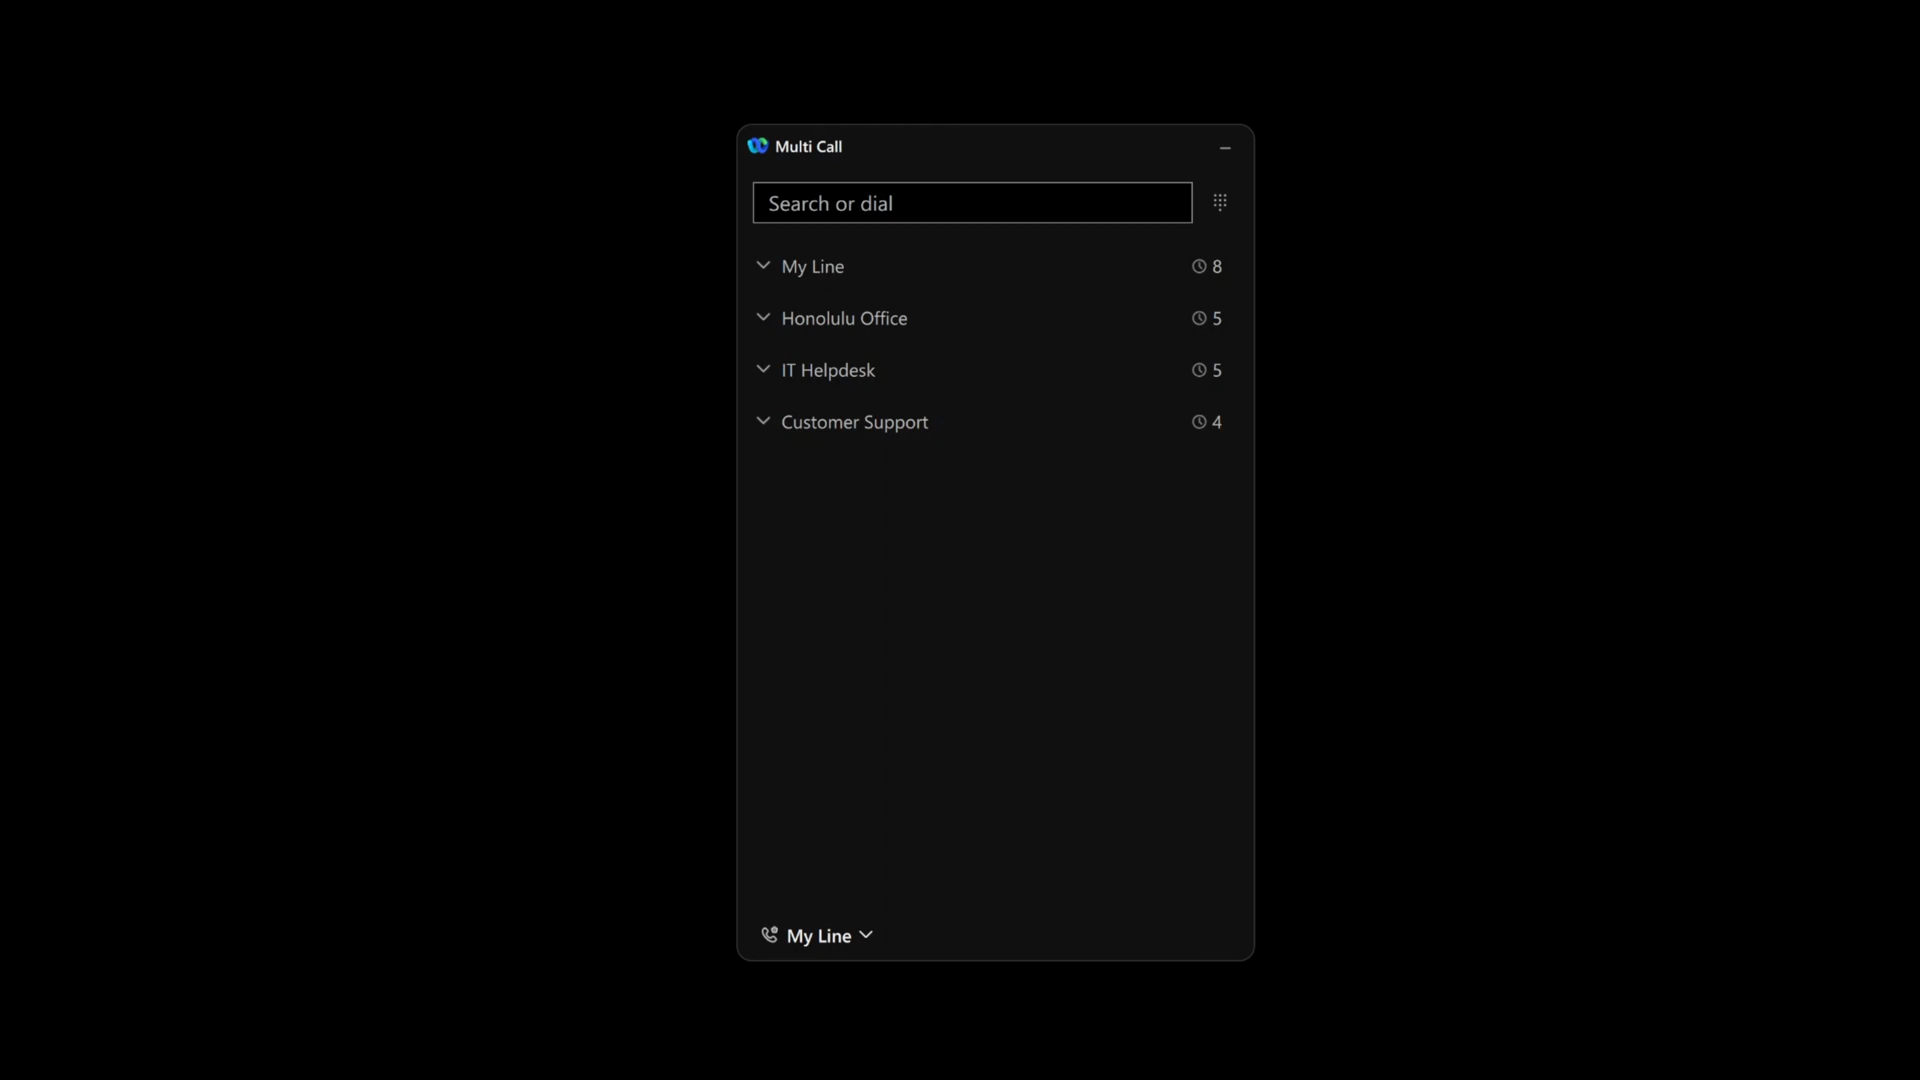 Multi Call
Search or dial
My Line 8
Honolulu Office 5
IT Helpdesk 5
Customer Support 4
My Line